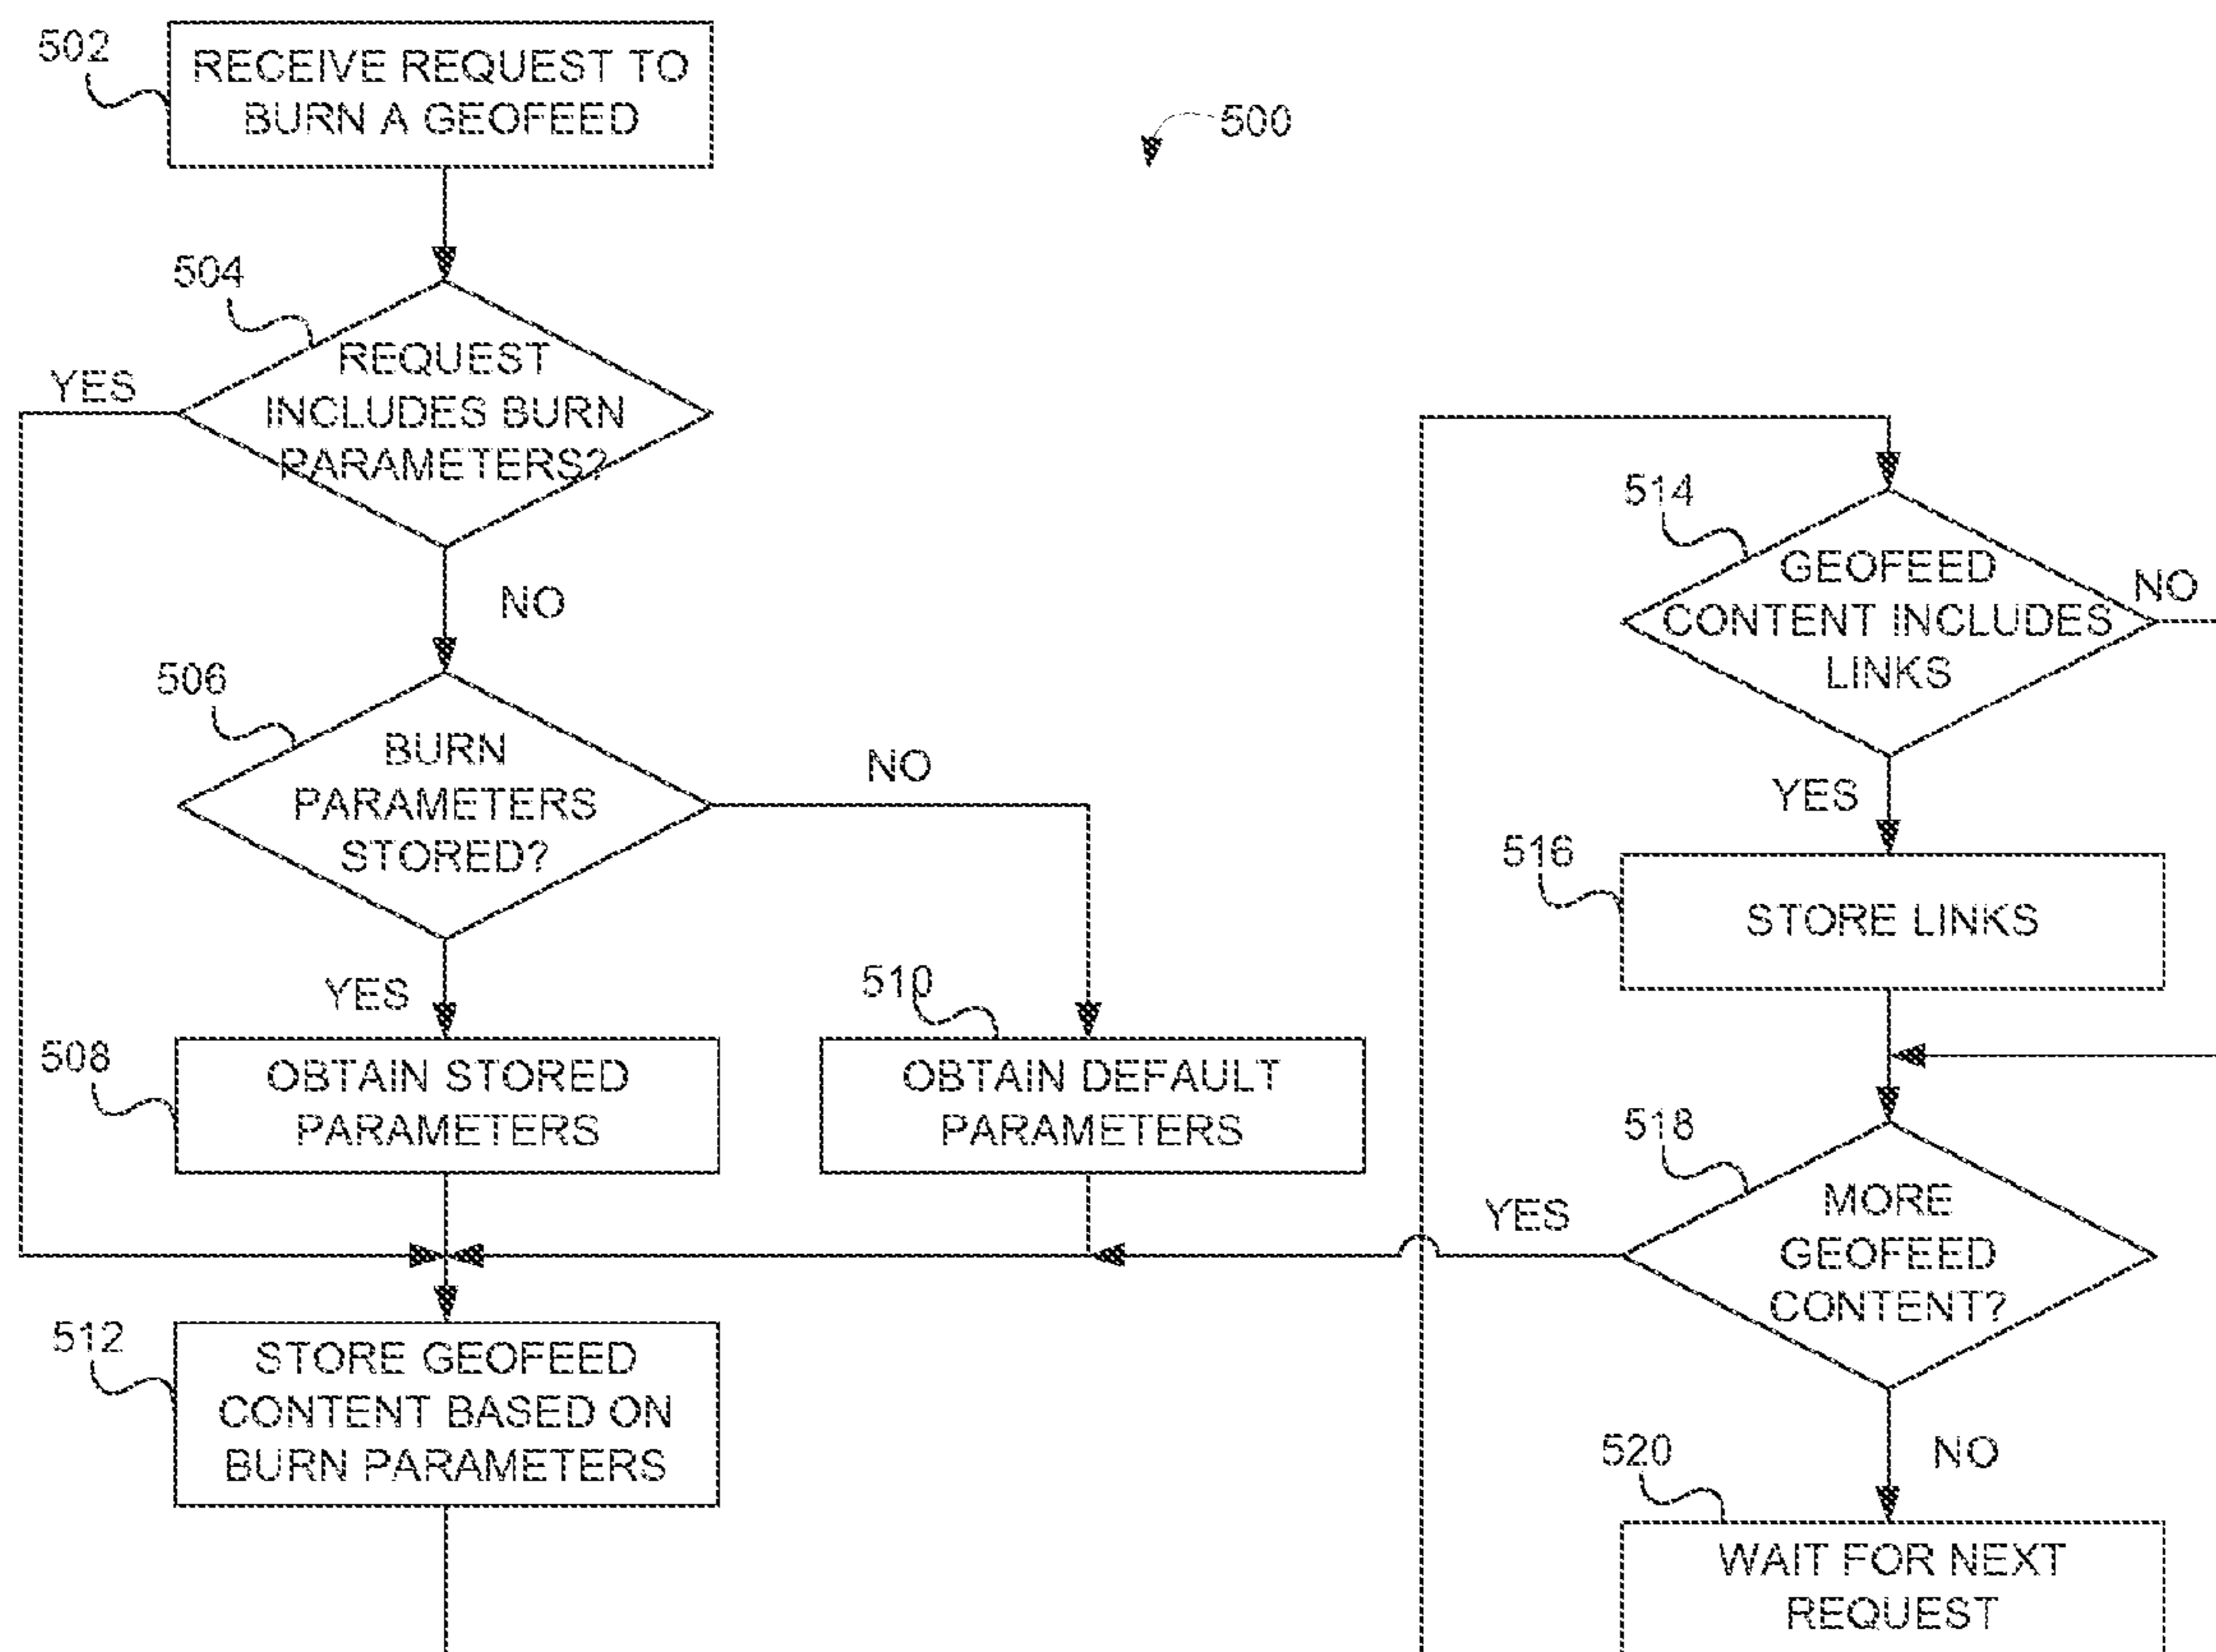 502
RECEIVE REQUEST TO
BURN A GEOFEED
500
504
REQUEST
INCLUDES BURN
PARAMETERS?
YES
NO
506
BURN
PARAMETERS
STORED?
NO
YES
508
OBTAIN STORED
PARAMETERS
510
OBTAIN DEFAULT
PARAMETERS
512
STORE GEOFEED
CONTENT BASED ON
BURN PARAMETERS
514
GEOFEED
CONTENT INCLUDES
LINKS
NO
YES
516
STORE LINKS
518
MORE
GEOFEED
CONTENT?
YES
NO
520
WAIT FOR NEXT
REQUEST